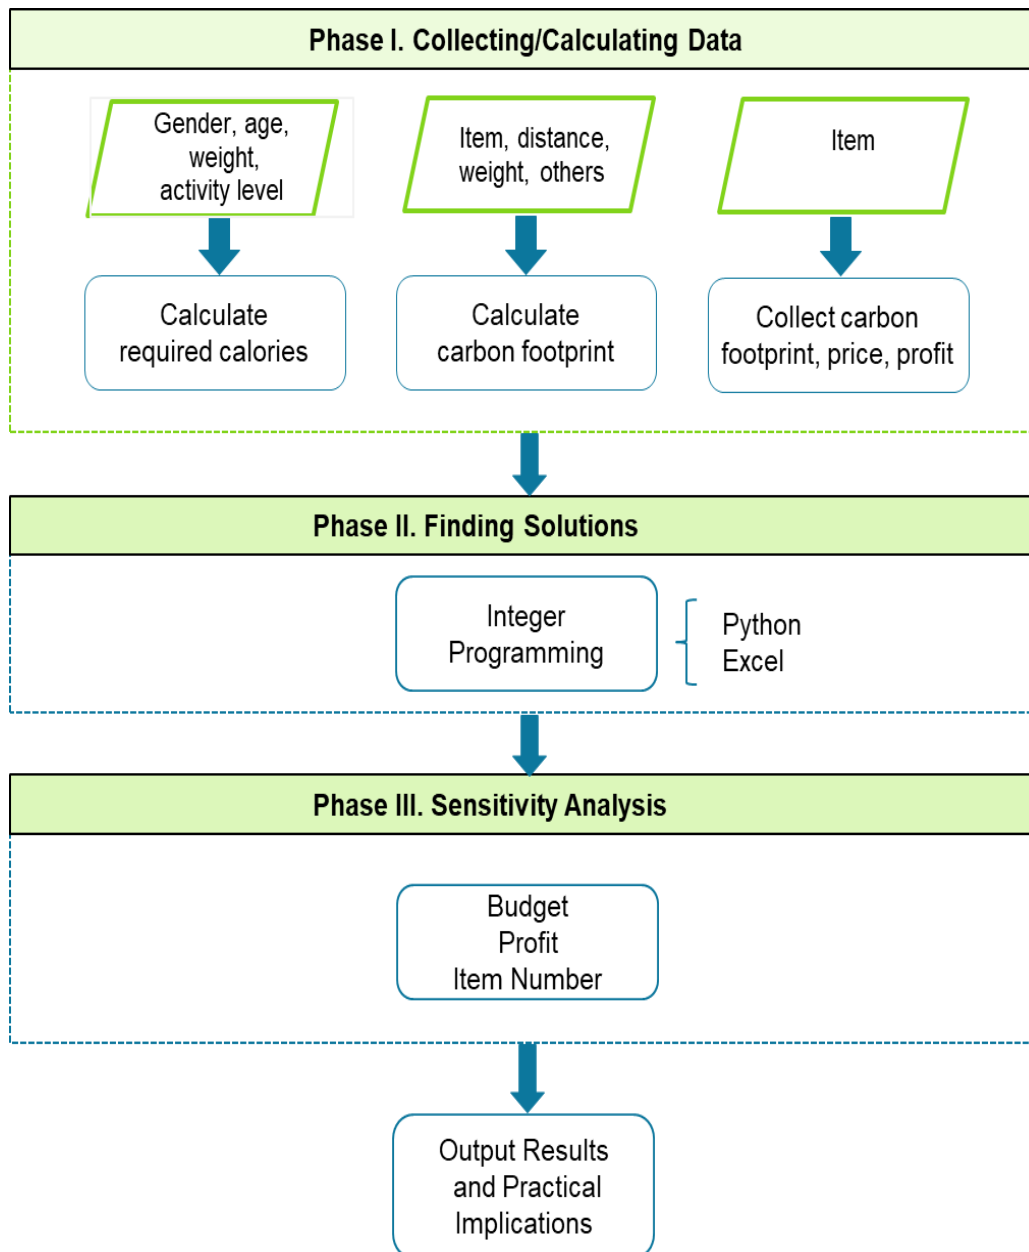 Phase I. Collecting/Calculating Data
Gender, age,
weight,
activity level
Item, distance,
weight, others
Item
Calculate
required calories
Calculate
carbon footprint
Collect carbon
footprint, price, profit
Phase II. Finding Solutions
Integer
Programming
Python
Excel
Phase III. Sensitivity Analysis
Budget
Profit
Item Number
Output Results
and Practical
Implications